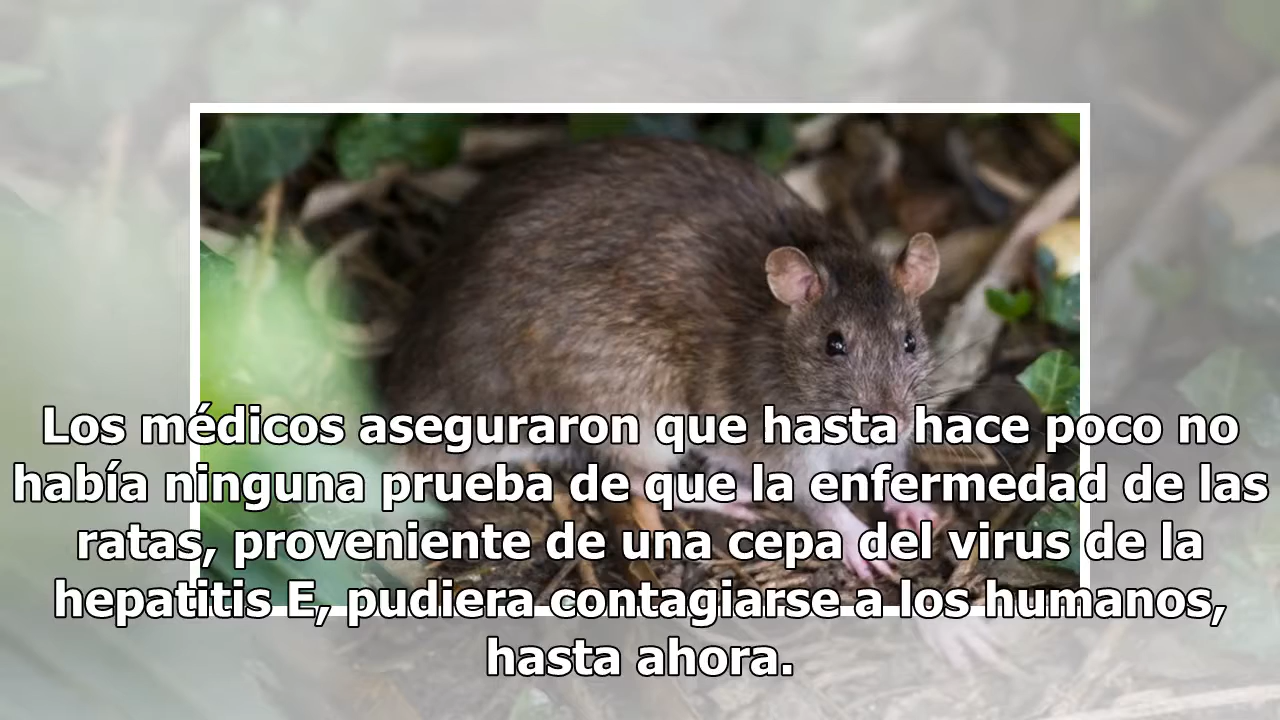 Los médicos aseguraron que hasta hace poco no
había ninguna prueba de que la enfermedad de las
ratas, proveniente de una cepa del virus de la
hepatitis E, pudiera contagiarse a los humanos,
hasta ahora.